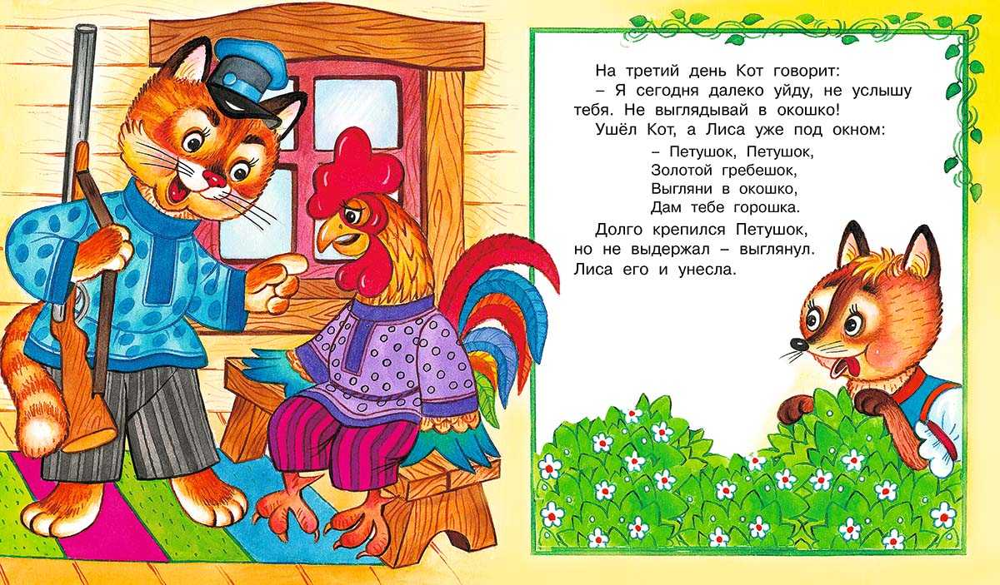 На третий день Кот говорит:
– Я сегодня далеко уйду, не услышу
тебя. Не выглядывай в окошко!
Ушёл Кот, а Лиса уже под окном:
– Петушок, Петушок,
Золотой гребешок,
Выгляни в окошко,
Дам тебе горошка.
Долго крепился Петушок,
но не выдержал – выглянул.
Лиса его и унесла.